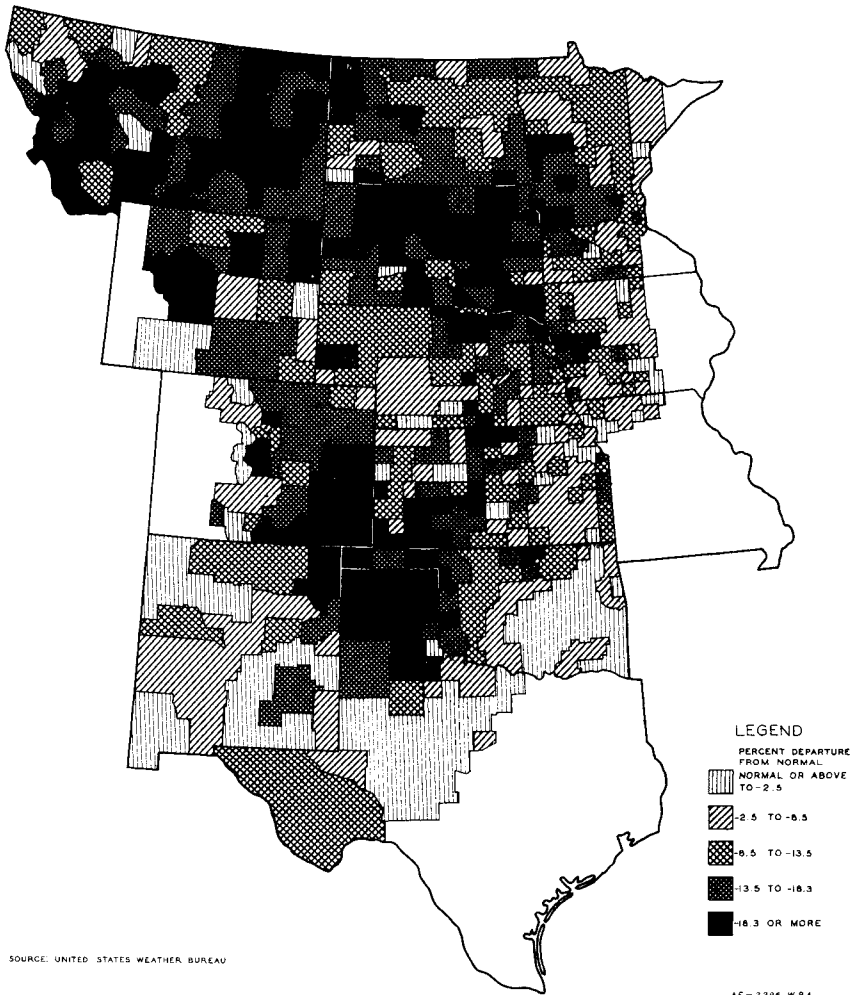 LEGEND
PERCENT DEPARTURE
FROM NORMAL
NORMAL OR ABOVE
TO -2.5
-2.5 TO -8.5
-8.5 TO -13.5
-13.5 TO -18.3
-18.3 OR MORE
SOURCE: UNITED STATES WEATHER BUREAU
W.P.A.